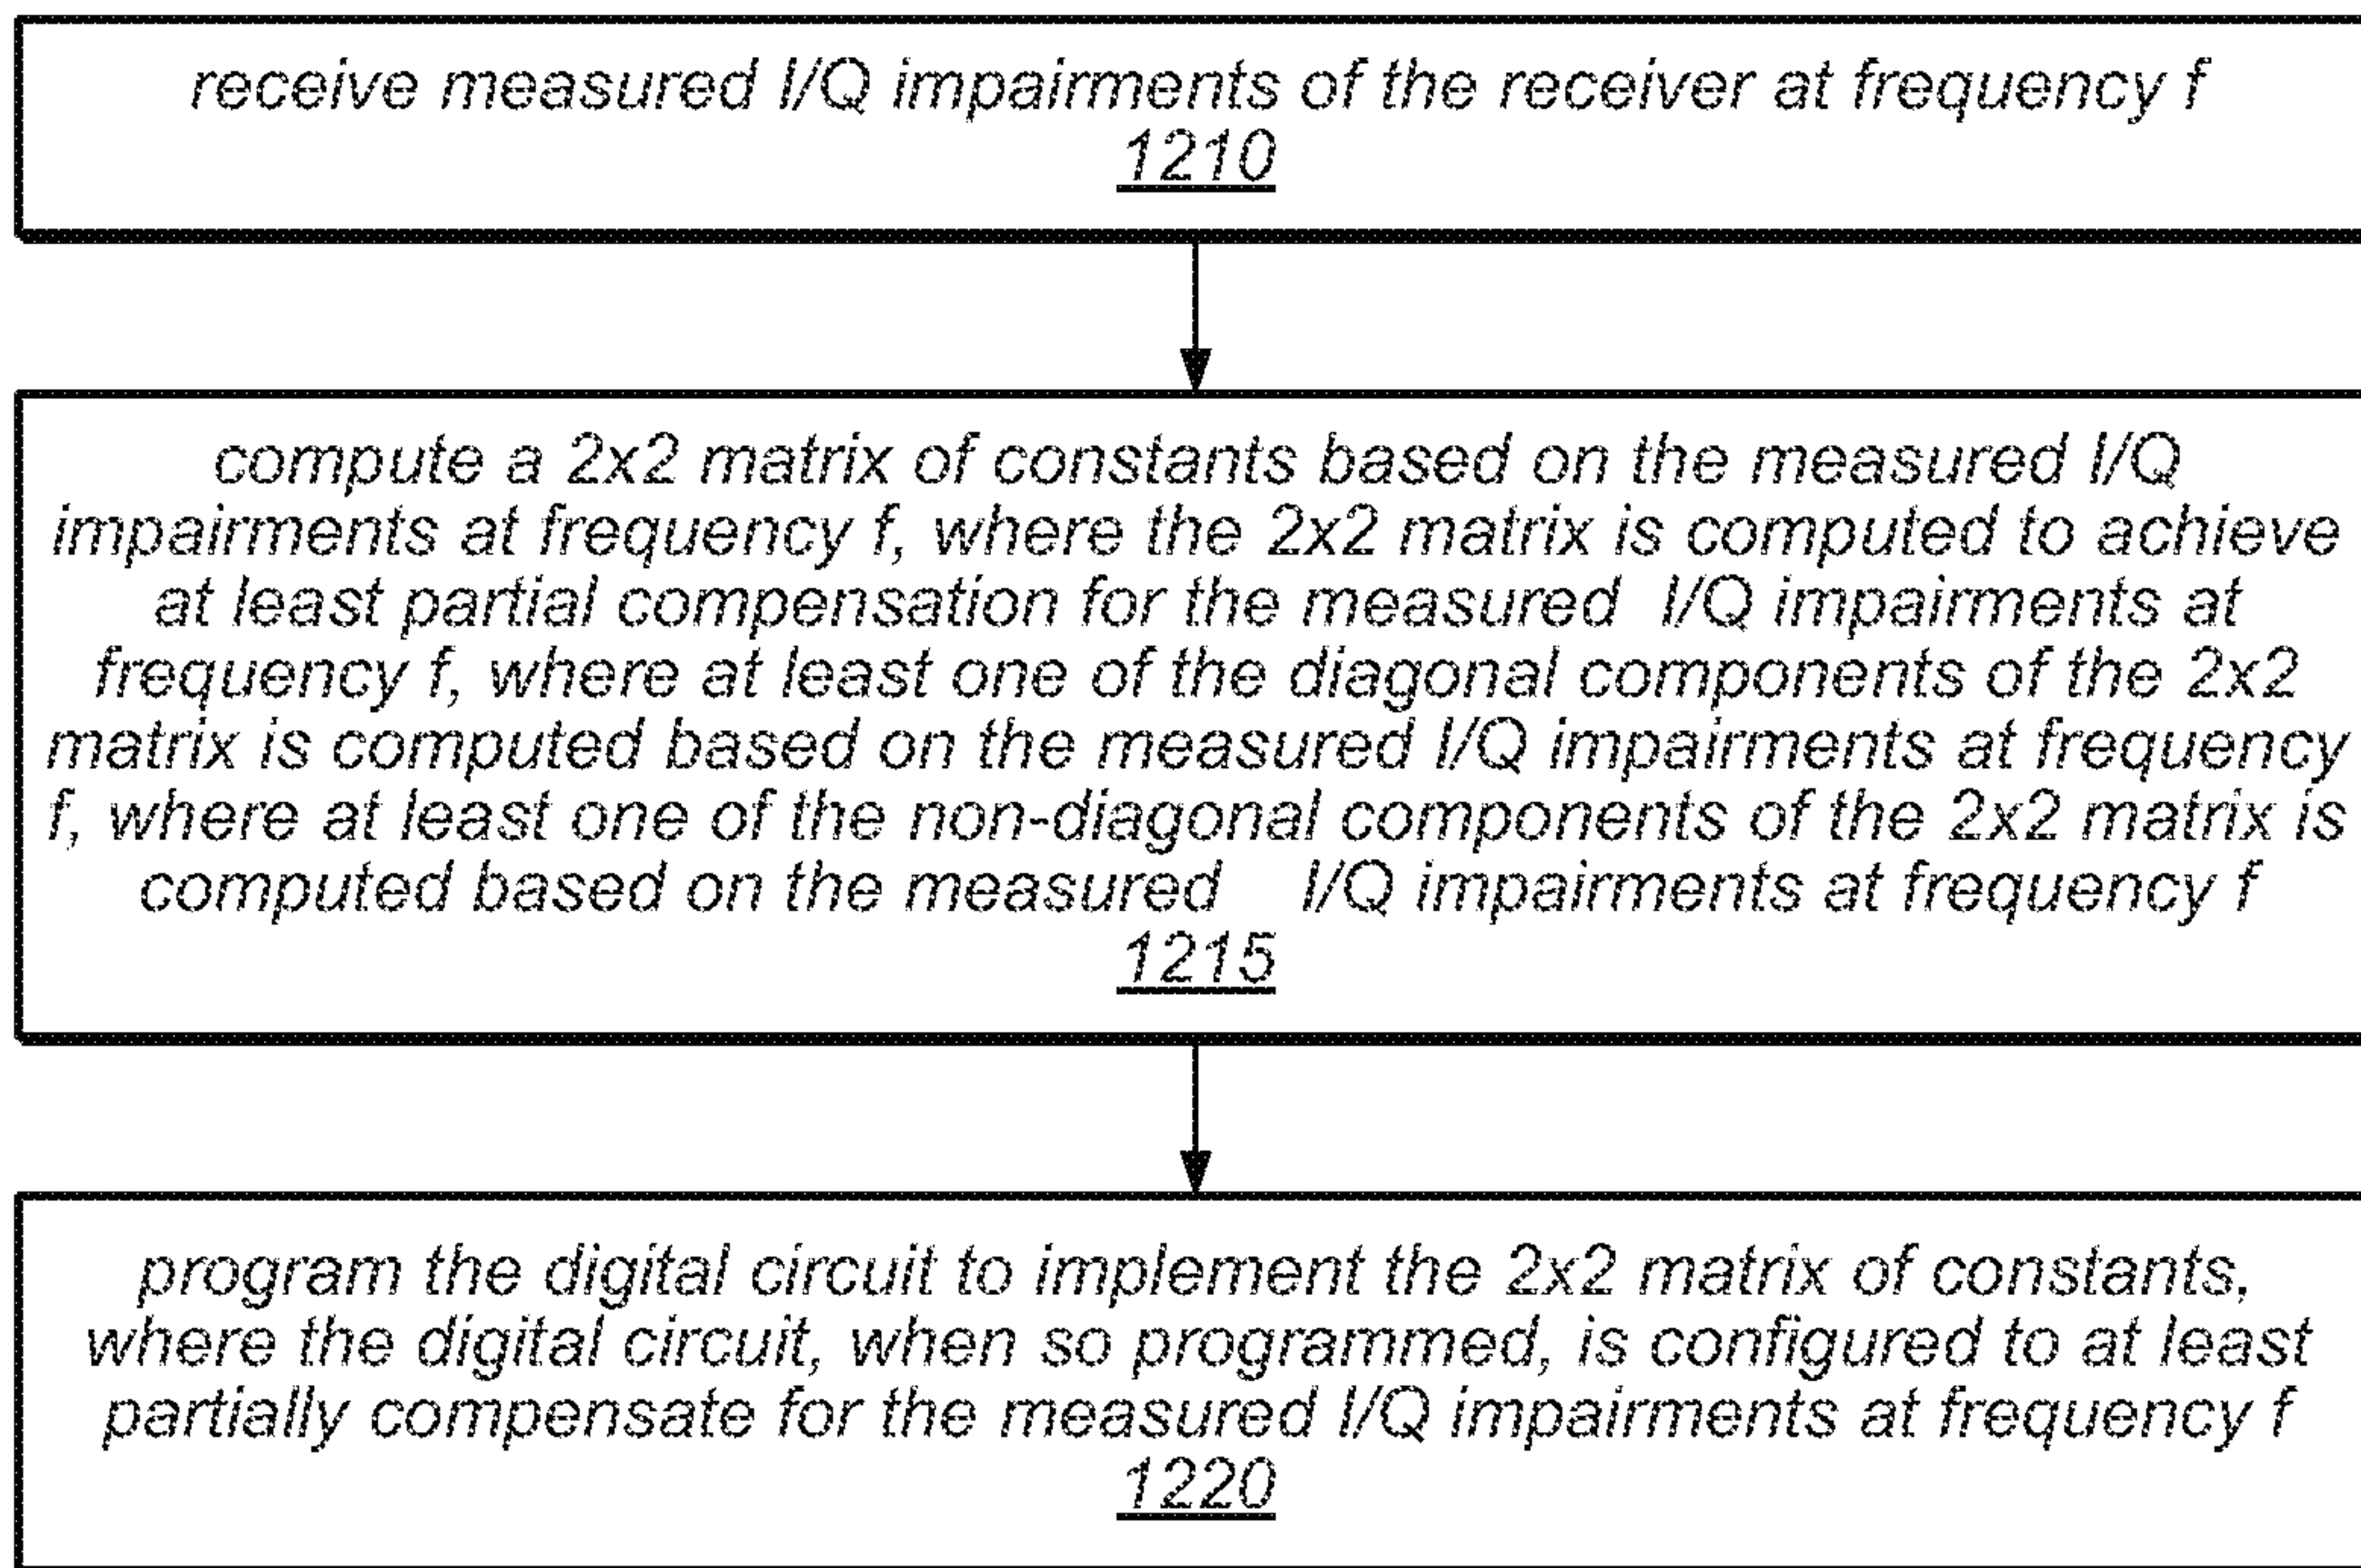 receive measured I/Q impairments of the receiver at frequency f
1210
compute a 2x2 matrix of constants based on the measured I/Q
impairments at frequency f, where the 2x2 matrix is computed to achieve
at least partial compensation for the measured I/Q impairments at
frequency f, where at least one of the diagonal components of the 2x2
matrix is computed based on the measured I/Q impairments at frequency
f, where at least one of the non-diagonal components of the 2x2 matrix is
computed based on the measured I/Q impairments at frequency f
1215
program the digital circuit to implement the 2x2 matrix of constants,
where the digital circuit, when so programmed, is configured to at least
partially compensate for the measured I/Q impairments at frequency f
1220